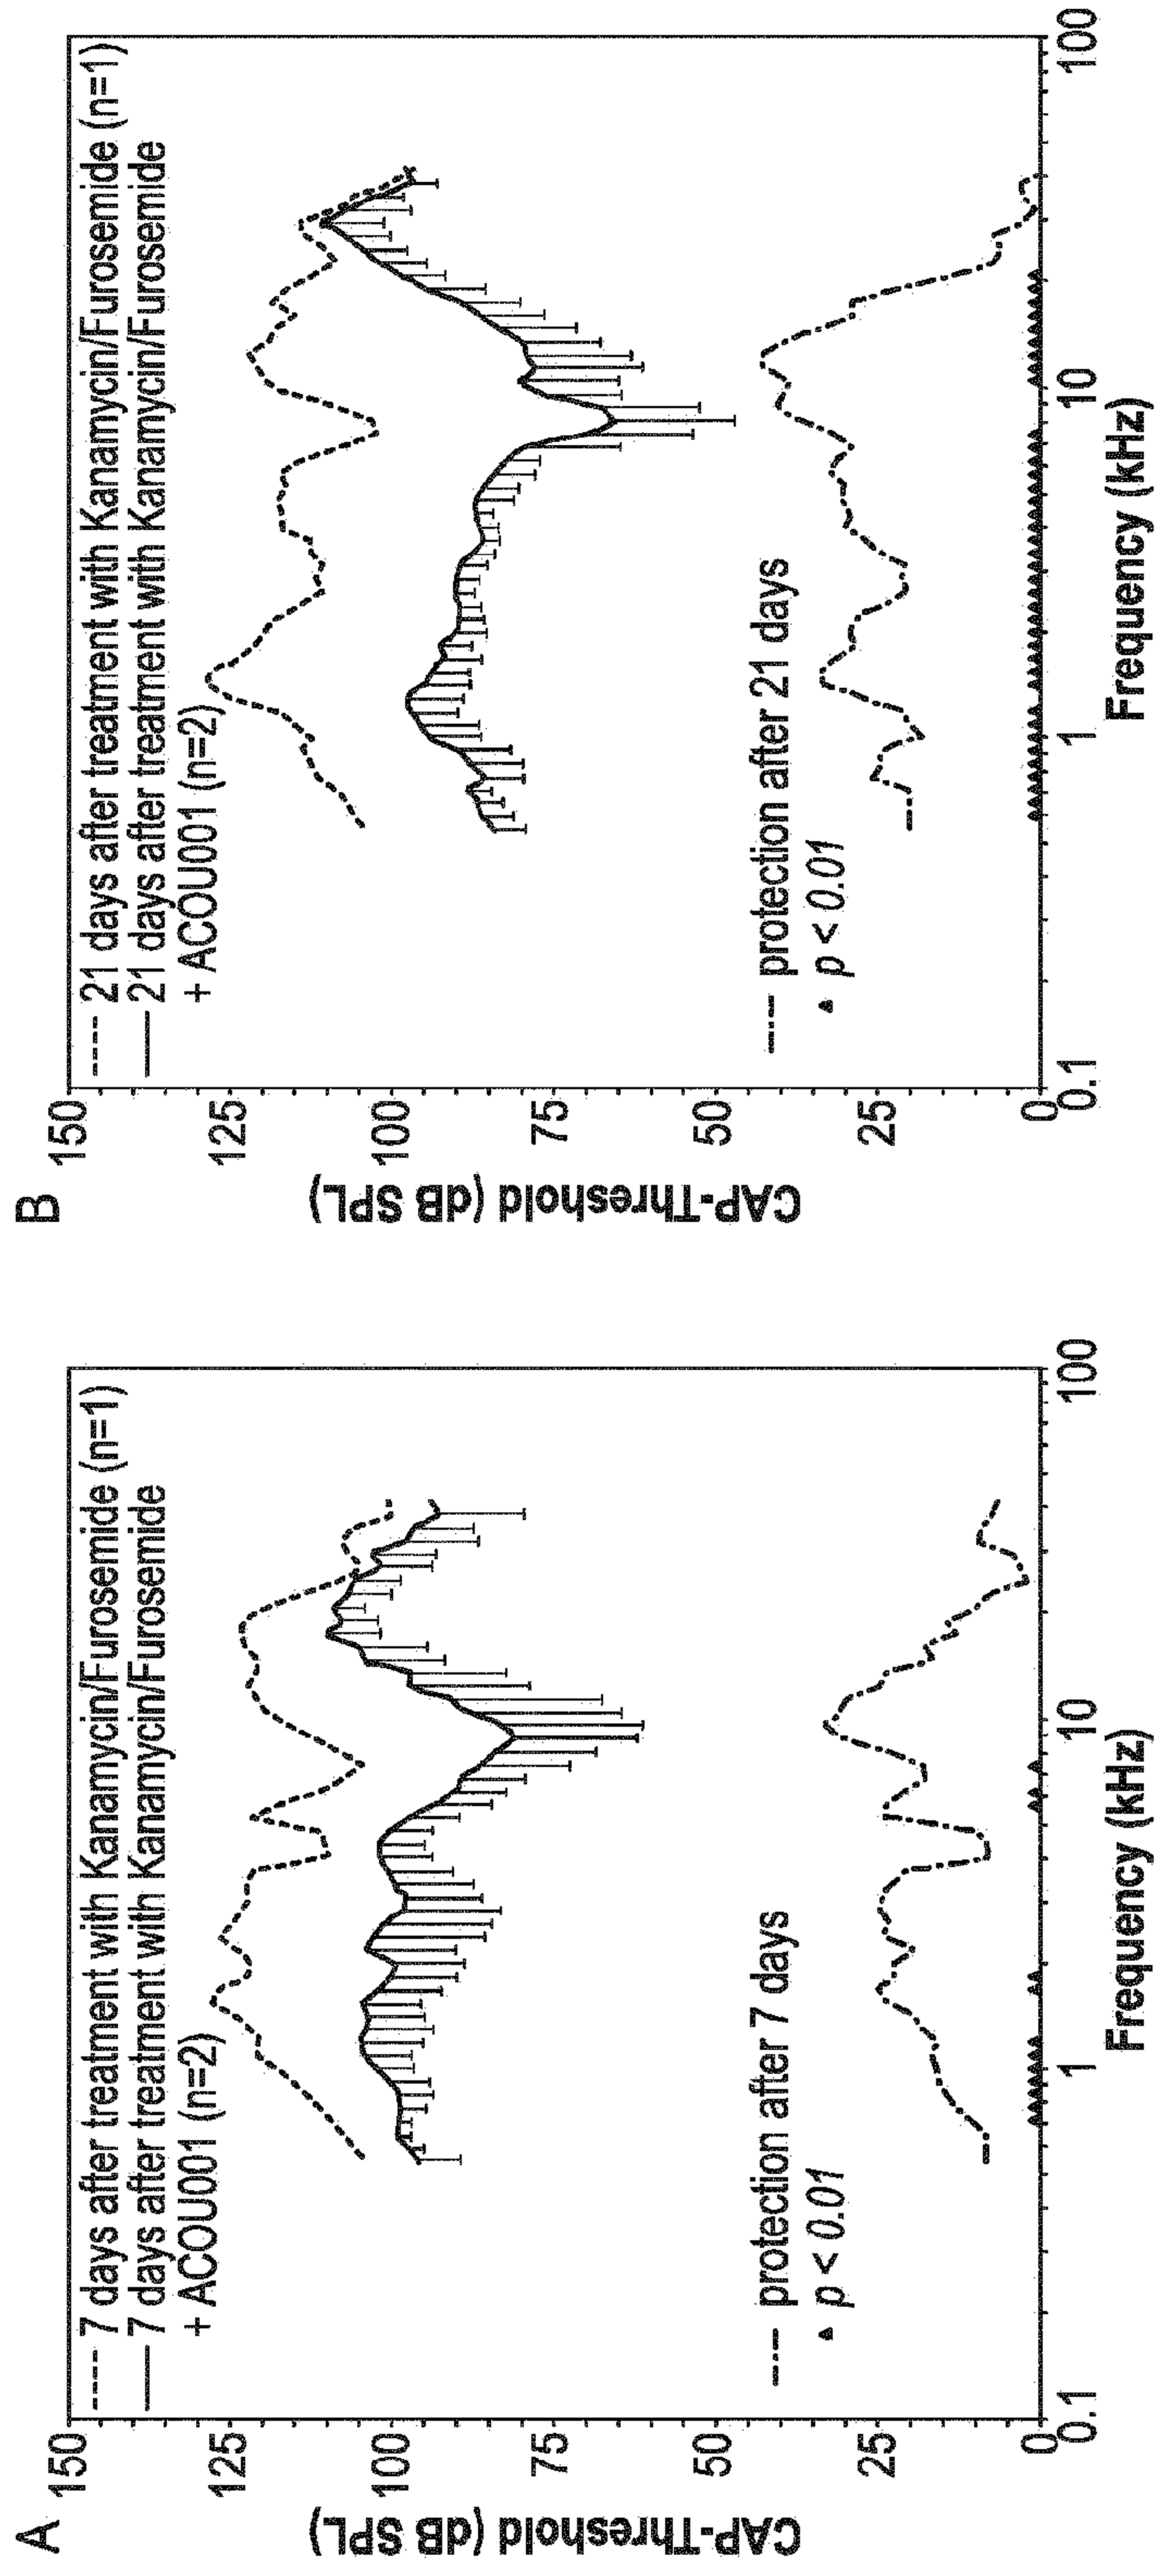 A
150
125
100
75
50
25
0
CAP-Threshold (dB SPL)
7 days after treatment with Kanamycin/Furosemide (n=1)
7 days after treatment with Kanamycin/Furosemide
+ ACOU001 (n=2)
protection after 7 days
p < 0.01
0.1
1
10
100
Frequency (kHz)
B
150
125
100
75
50
25
0
CAP-Threshold (dB SPL)
21 days after treatment with Kanamycin/Furosemide (n=1)
21 days after treatment with Kanamycin/Furosemide
+ ACOU001 (n=2)
protection after 21 days
p < 0.01
0.1
1
10
100
Frequency (kHz)